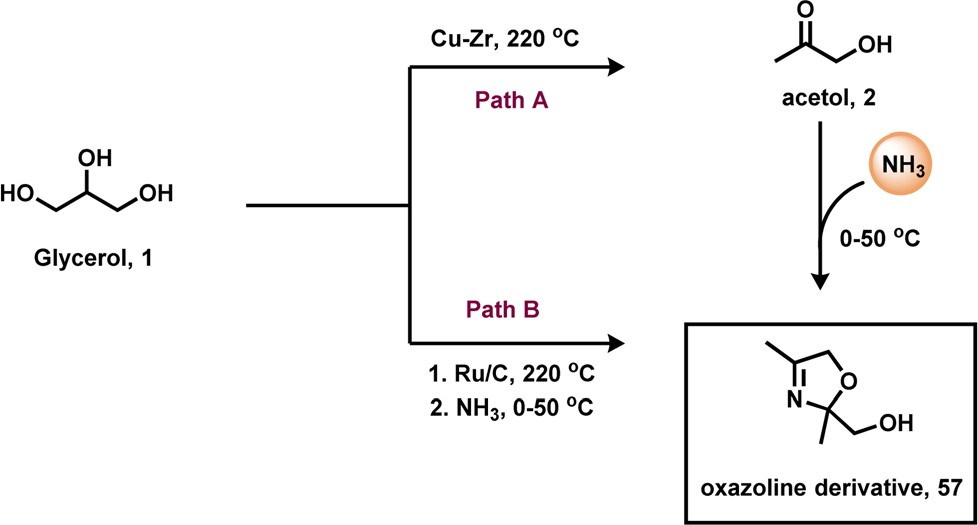 Cu-Zr, 220 °C
Path A
O
OH
acetol, 2
NH₃
0-50 °C
OH
HO
OH
Glycerol, 1
Path B
1. Ru/C, 220 °C
2. NH₃, 0-50 °C
O
N
OH
oxazoline derivative, 57